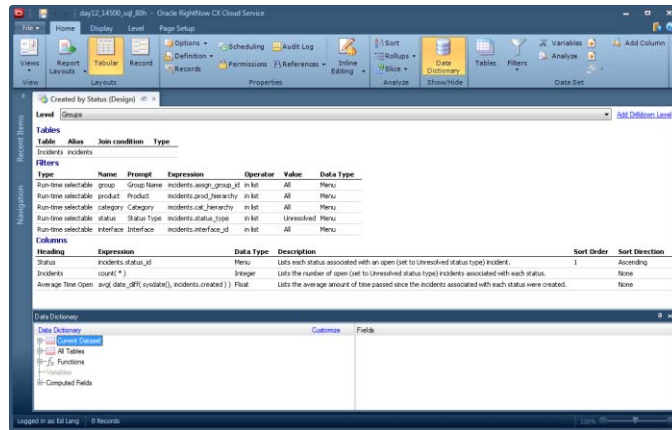 day12_14500_sql_80h - Oracle RightNow CX Cloud Service
File Home Display Level Page Setup
Views Report Layouts Tabular Record Options Definition Records Scheduling Audit Log Permissions References Inline Editing Sort Rollups Slice Data Dictionary Tables Filters Variables Analyze Add Column
View Layouts Properties Analyze Show/Hide Data Set
Created by Status (Design)
Recent Items
Navigation
Level Groups Add Drilldown Level
Tables
Table Alias Join condition Type
Incidents incidents
Filters
Type Name Prompt Expression Operator Value Data Type
Run-time selectable group Group Name incidents.assgn_group_id in list All Menu
Run-time selectable product Product incidents.prod_hierarchy in list All Menu
Run-time selectable category Category incidents.cat_hierarchy in list All Menu
Run-time selectable status Status Type incidents.status_type in list Unresolved Menu
Run-time selectable interface Interface incidents.interface_id in list All Menu
Columns
Heading Expression Data Type Description Sort Order Sort Direction
Status incidents.status_id Menu Lists each status associated with an open (set to Unresolved status type) incident. 1 Ascending
Incidents count( * ) Integer Lists the number of open (set to Unresolved status type) incidents associated with each status. None
Average Time Open avg( date_diff( sysdate(), incidents.created ) ) Float Lists the average amount of time passed since the incidents associated with each status were created. None
Data Dictionary
Data Dictionary Customize Fields
Current Dataset
All Tables
fx Functions
Variables
Computed Fields
Logged in as: Ed Lang 0 Records 100%